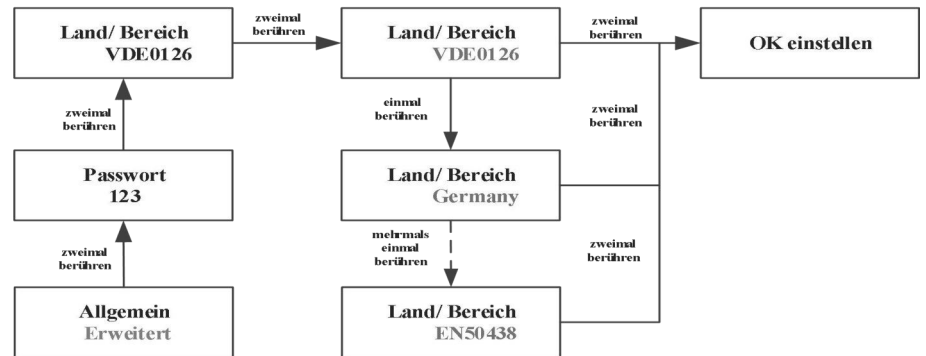 Land/ Bereich
VDE0126
zweimal
berühren
Land/ Bereich
VDE0126
zweimal
berühren
OK einstellen
zweimal
berühren
einmal
berühren
zweimal
berühren
Passwort
123
Land/ Bereich
Germany
zweimal
berühren
mehrmals
einmal
berühren
zweimal
berühren
Allgemein
Erweitert
Land/ Bereich
EN50438